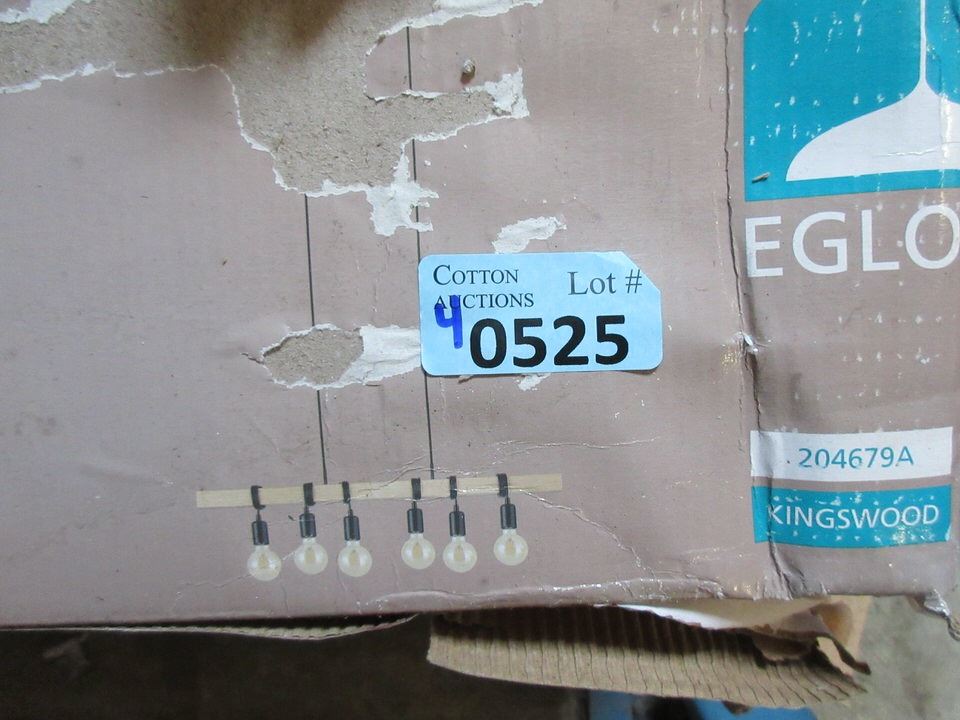 COTTON
AUCTIONS
Lot #
4
0525
EGLO
204679A
KINGSWOOD